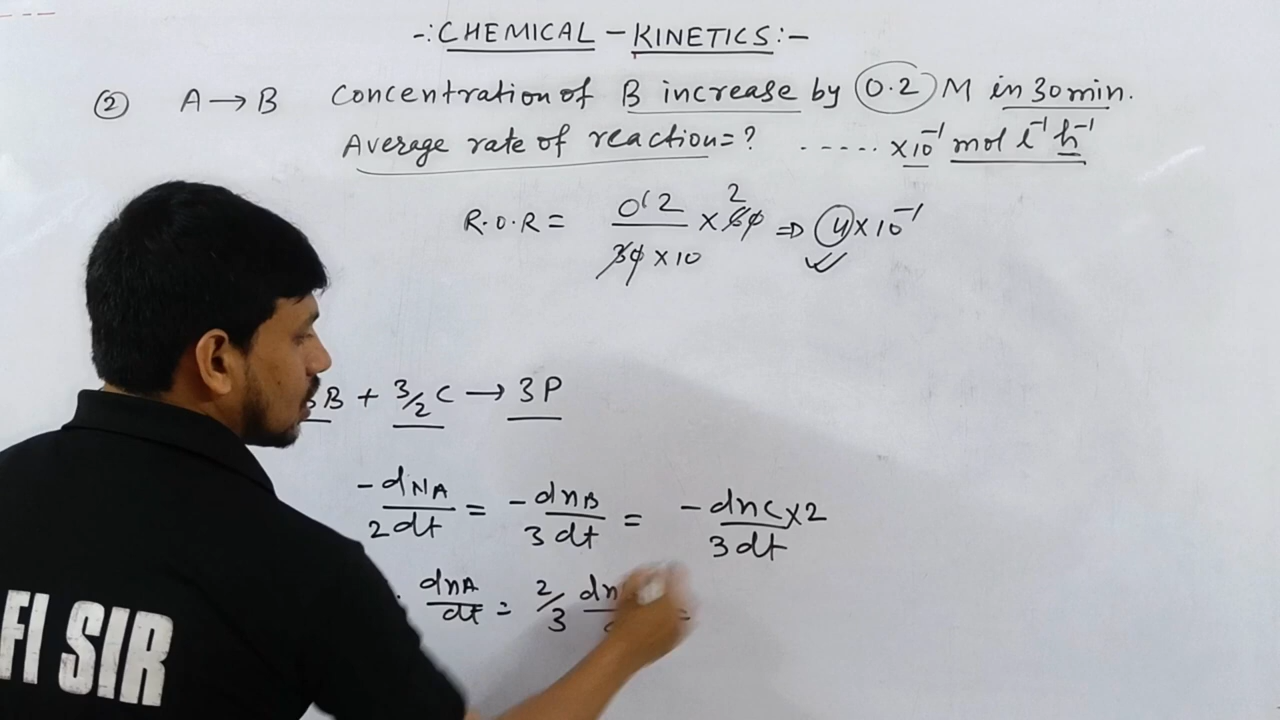 -: CHEMICAL - KINETICS :-
② A → B Concentration of B increase by 0.2 M in 30 min.
Average rate of reaction = ? ..... × 10⁻¹ mol l⁻¹ h⁻¹
R.O.R = 0.2 / 30 × 10 × 60 2 ⇒ 4 × 10⁻¹
B + 3/2 C → 3P
-dNA / 2dt = -dnB / 3dt = -dnC × 2 / 3dt
dnA / dt = 2/3 dn =
FI SIR